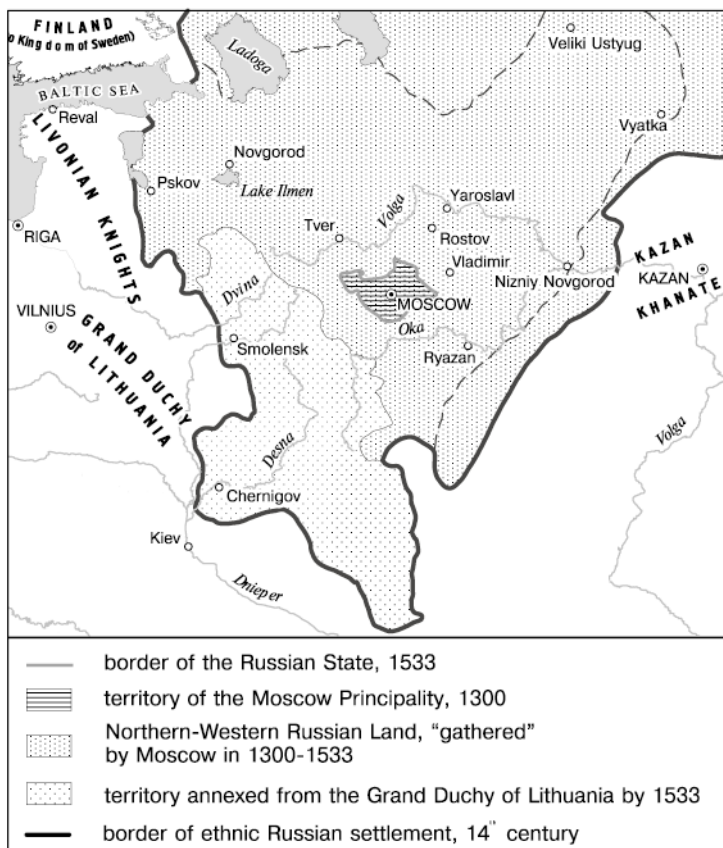 FINLAND
(o Kingdom of Sweden)
Ladoga
Veliki Ustyug
BALTIC SEA
Reval
Vyatka
LIVONIAN KNIGHTS
Novgorod
Pskov
Lake Ilmen
Volga
Yaroslavl
Tver
Rostov
RIGA
Vladimir
KAZAN
KHANATE
Nizniy Novgorod
KAZAN
Dvina
MOSCOW
VILNIUS
GRAND DUCHY
of LITHUANIA
Oka
Smolensk
Ryazan
Volga
Desna
Chernigov
Kiev
Dnieper
border of the Russian State, 1533
territory of the Moscow Principality, 1300
Northern-Western Russian Land, “gathered”
by Moscow in 1300-1533
territory annexed from the Grand Duchy of Lithuania by 1533
border of ethnic Russian settlement, 14" century